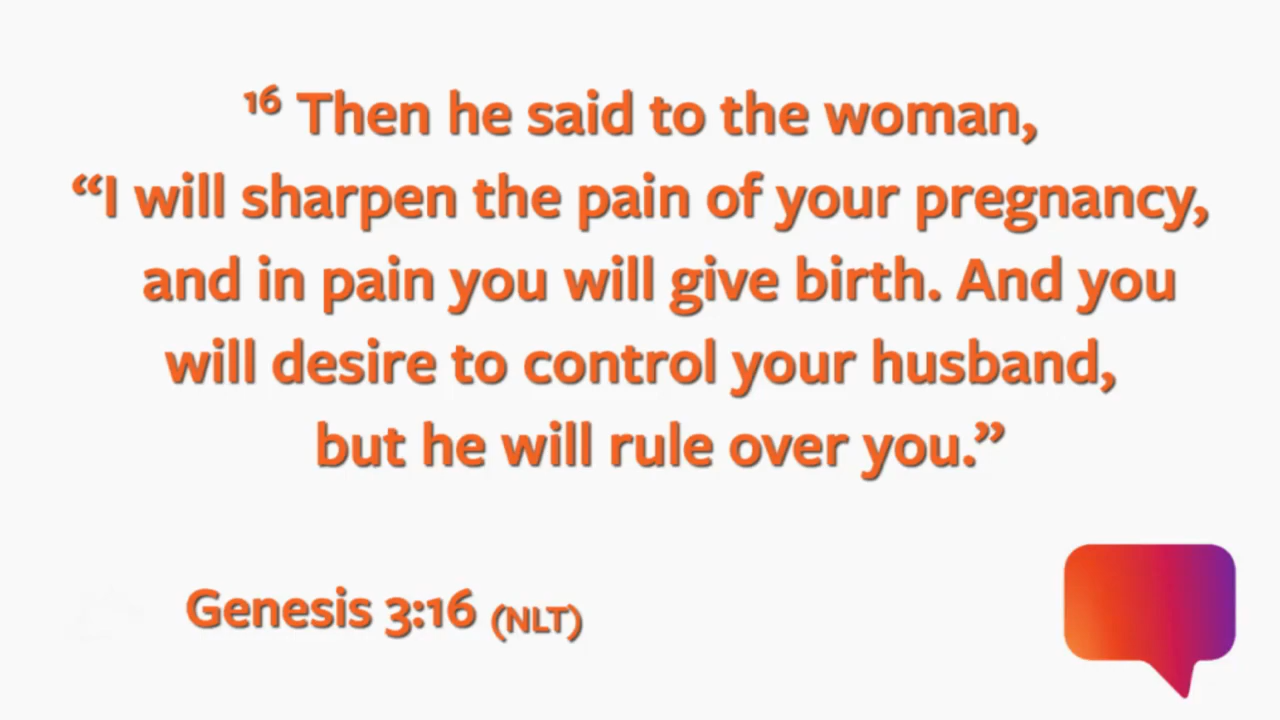 16 Then he said to the woman,
“I will sharpen the pain of your pregnancy,
and in pain you will give birth. And you
will desire to control your husband,
but he will rule over you.”
Genesis 3:16 (NLT)